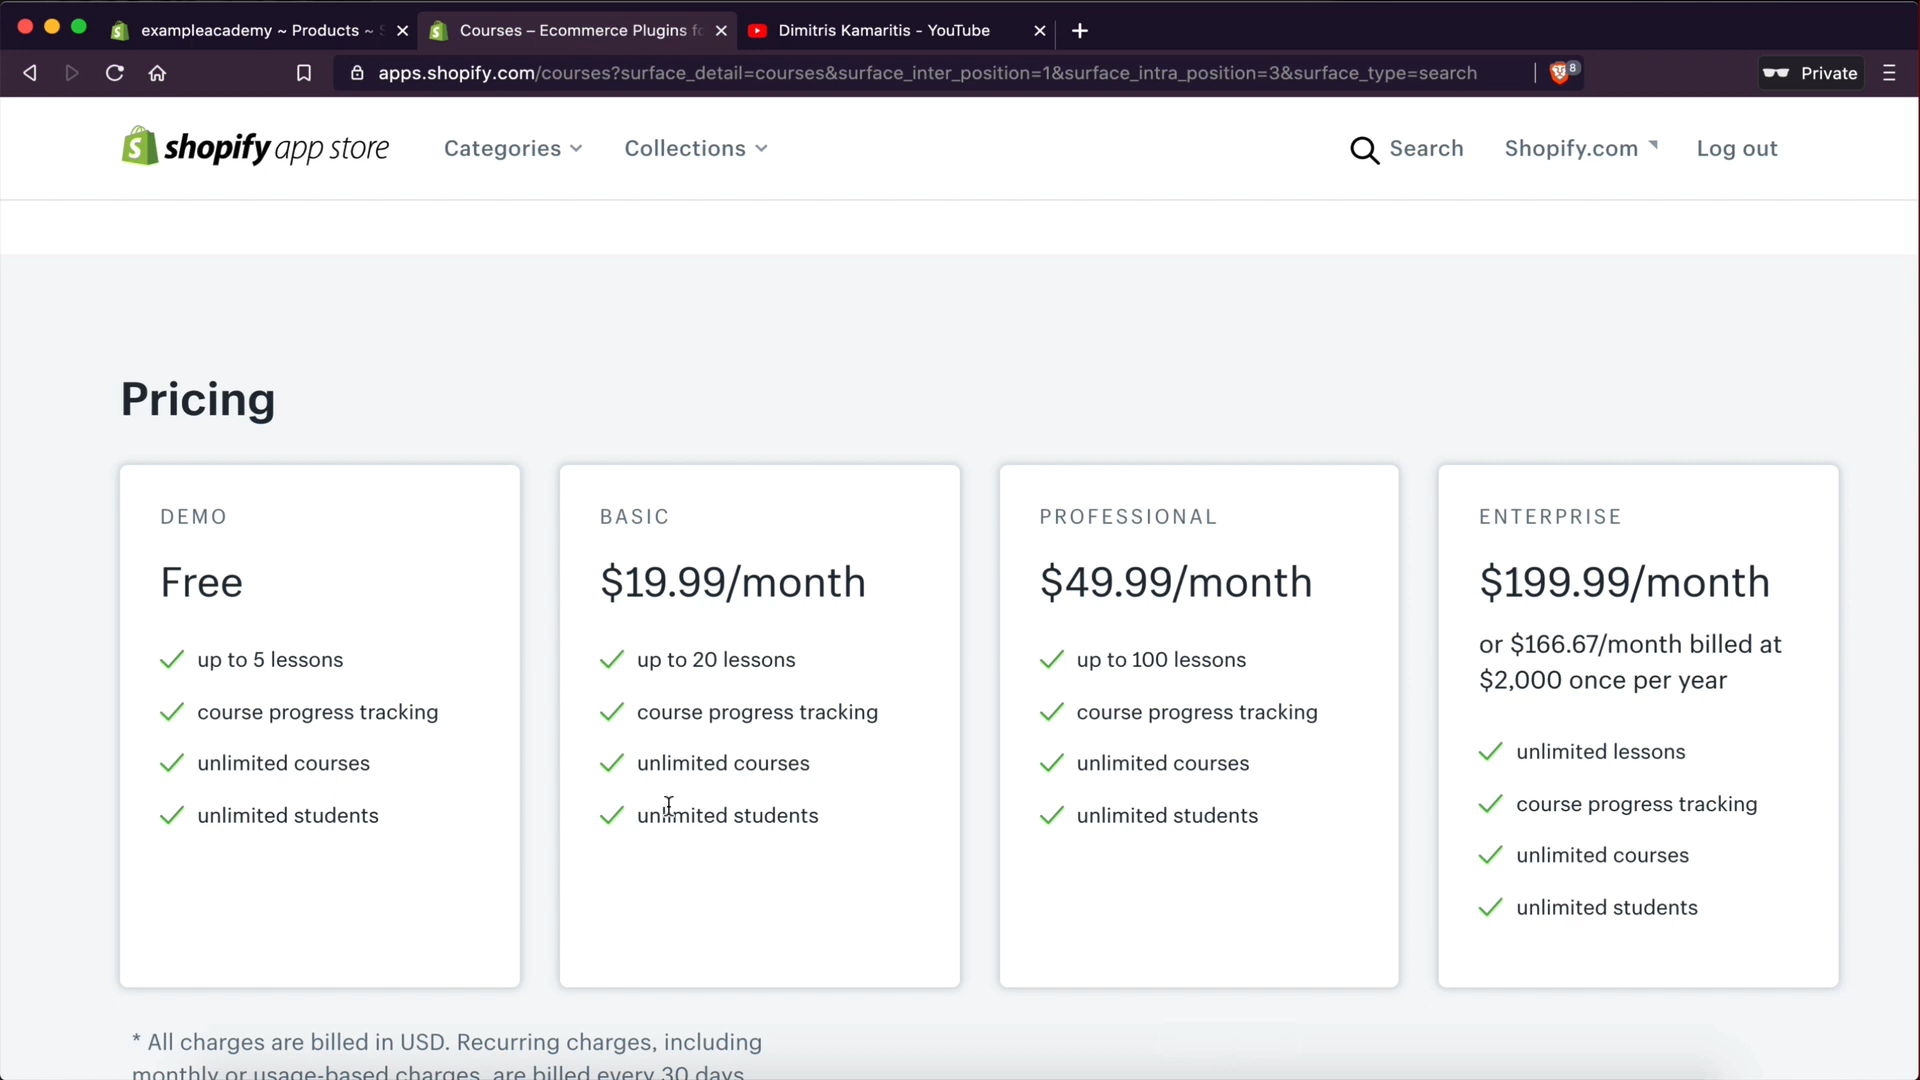 exampleacademy ~ Products ~
Courses – Ecommerce Plugins
Dimitris Kamaritis - YouTube
apps.shopify.com/courses?surface_detail=courses&surface_inter_position=1&surface_intra_position=3&surface_type=search
8
Private
shopify app store
Categories
Collections
Search
Shopify.com
Log out
Pricing
DEMO
Free
up to 5 lessons
course progress tracking
unlimited courses
unlimited students
BASIC
$19.99/month
up to 20 lessons
course progress tracking
unlimited courses
unlimited students
PROFESSIONAL
$49.99/month
up to 100 lessons
course progress tracking
unlimited courses
unlimited students
ENTERPRISE
$199.99/month
or $166.67/month billed at
$2,000 once per year
unlimited lessons
course progress tracking
unlimited courses
unlimited students
* All charges are billed in USD. Recurring charges, including
monthly or usage-based charges, are billed every 30 days.